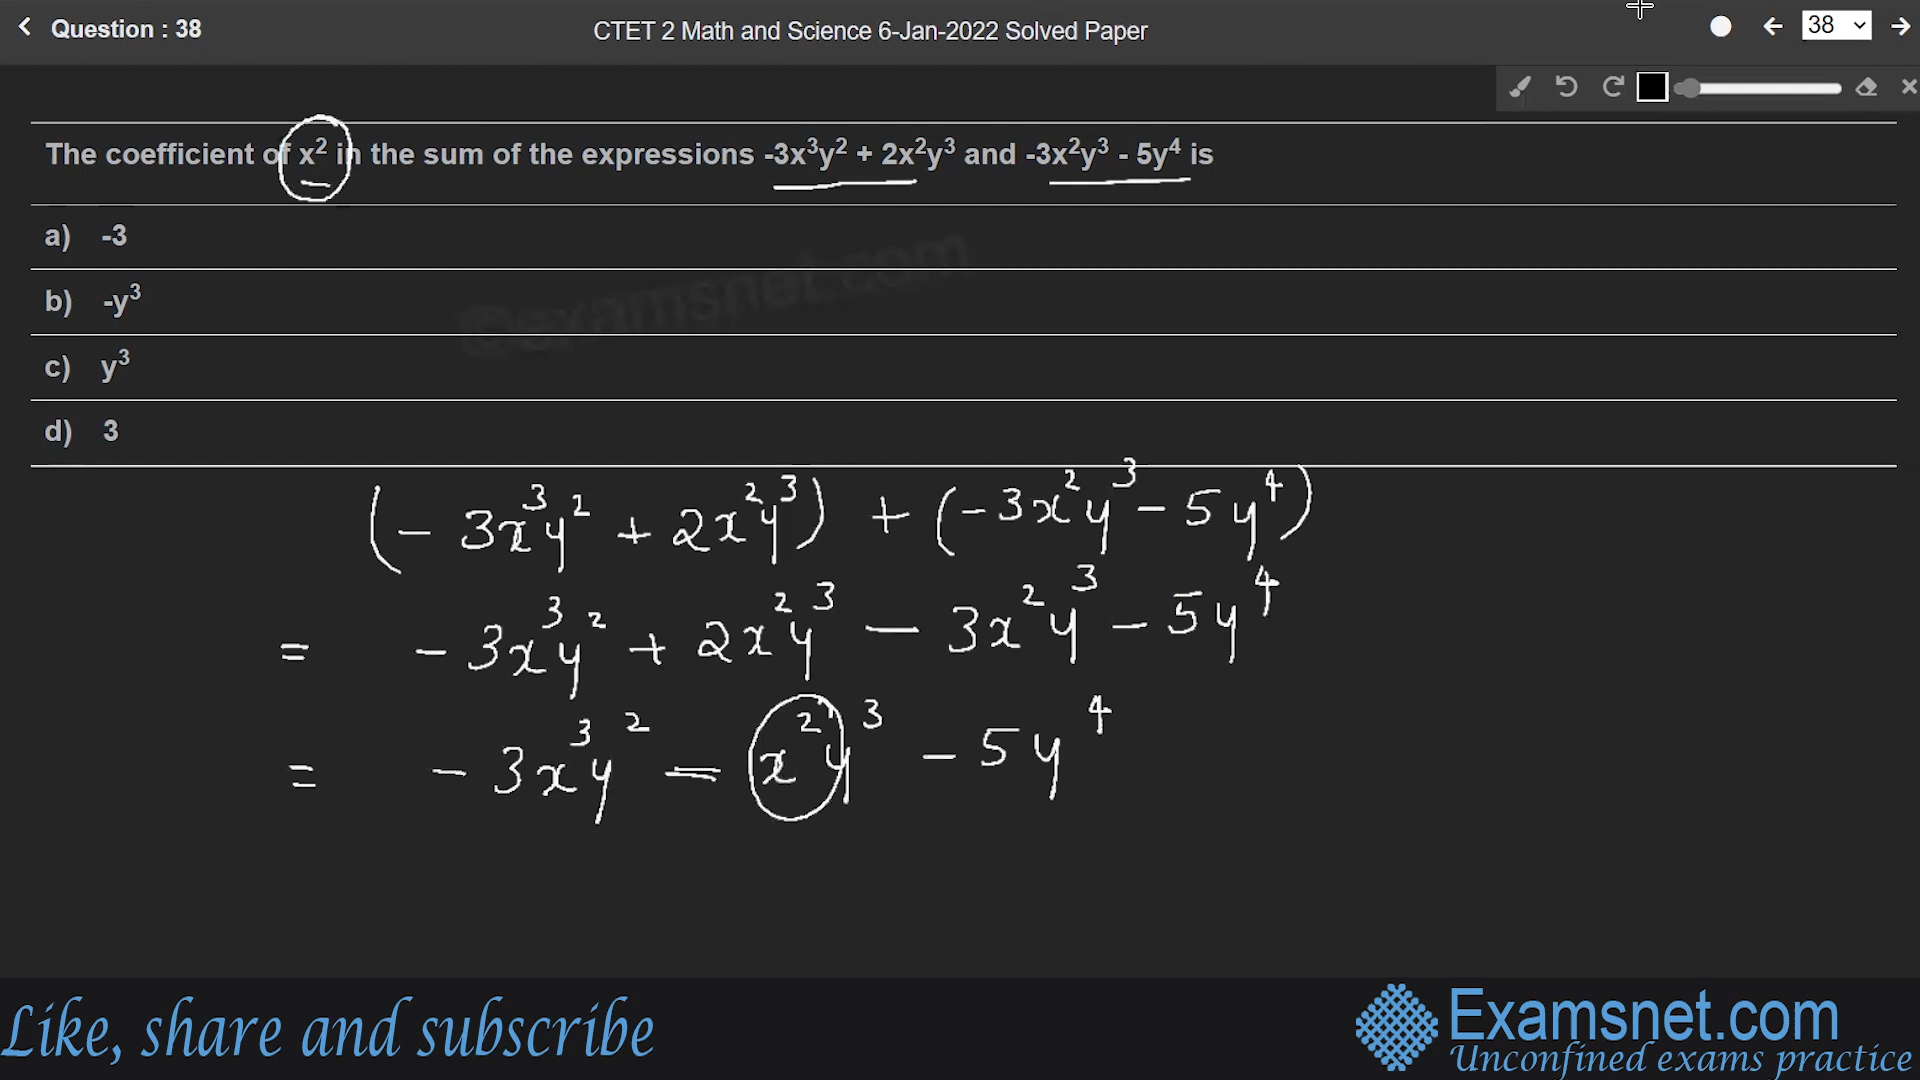 Question : 38
CTET 2 Math and Science 6-Jan-2022 Solved Paper
38
The coefficient of x² in the sum of the expressions -3x³y² + 2x²y³ and -3x²y³ - 5y⁴ is
a) -3
b) -y³
c) y³
d) 3
©examsnet.com
(- 3x³y² + 2x²y³) + (-3x²y³ - 5y⁴)
= - 3x³y² + 2x²y³ - 3x²y³ - 5y⁴
= - 3x³y² - x²y³ - 5y⁴
Like, share and subscribe
Examsnet.com
Unconfined exams practice